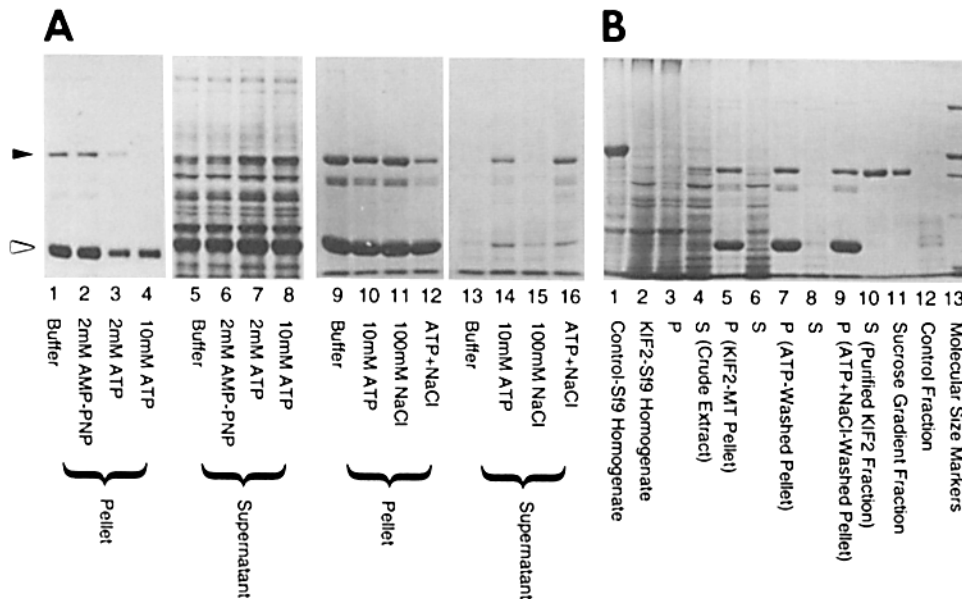 A
B
1 2 3 4 5 6 7 8 9 10 11 12 13 14 15 16
Buffer
2mM AMP-PNP
2mM ATP
10mM ATP
Buffer
2mM AMP-PNP
2mM ATP
10mM ATP
Buffer
10mM ATP
100mM NaCl
ATP+NaCl
Buffer
10mM ATP
100mM NaCl
ATP+NaCl
Pellet
Supernatant
Pellet
Supernatant
1 2 3 4 5 6 7 8 9 10 11 12 13
Control-Sf9 Homogenate
KIF2-Sf9 Homogenate
P
S (Crude Extract)
P (KIF2-MT Pellet)
S
P (ATP-Washed Pellet)
S
P (ATP+NaCl-Washed Pellet)
S (Purified KIF2 Fraction)
Sucrose Gradient Fraction
Control Fraction
Molecular Size Markers